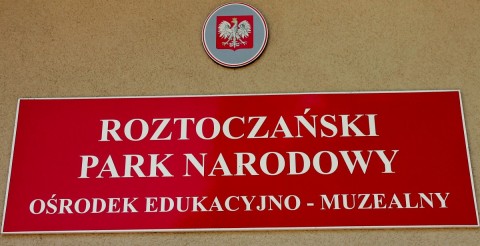 ROZTOCZAŃSKI
PARK NARODOWY
OŚRODEK EDUKACYJNO - MUZEALNY